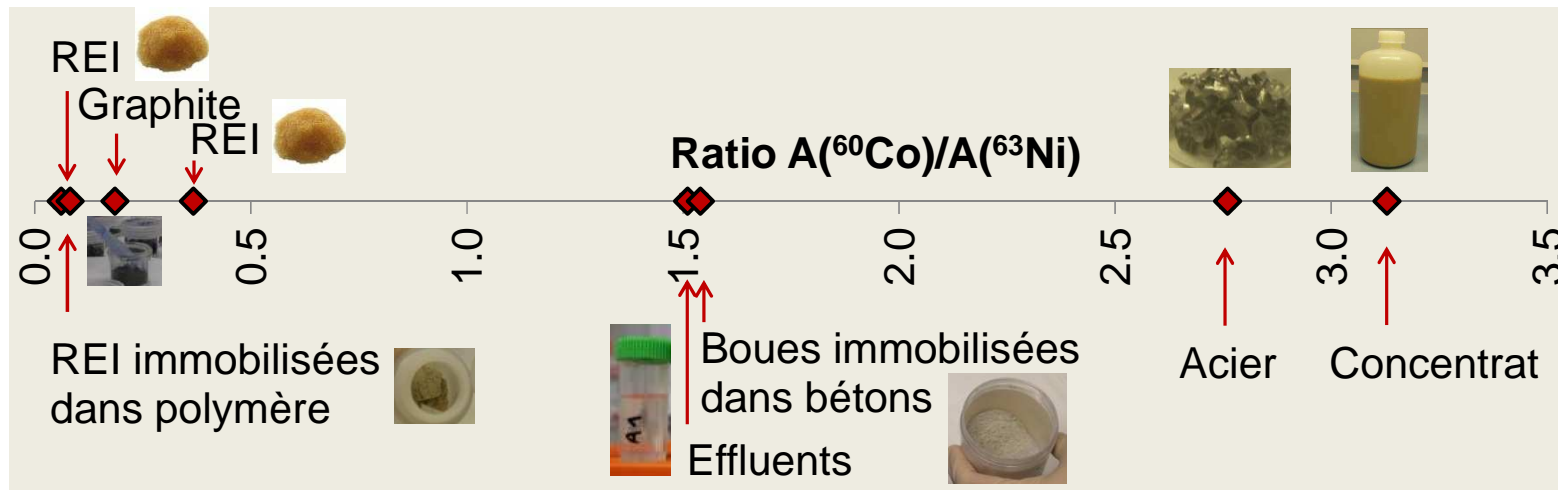 REI
Graphite
REI
Ratio A(⁶⁰Co)/A(⁶³Ni)
0.0
0.5
1.0
1.5
2.0
2.5
3.0
3.5
REI immobilisées
dans polymère
A1
Boues immobilisées
dans bétons
Effluents
Acier
Concentrat